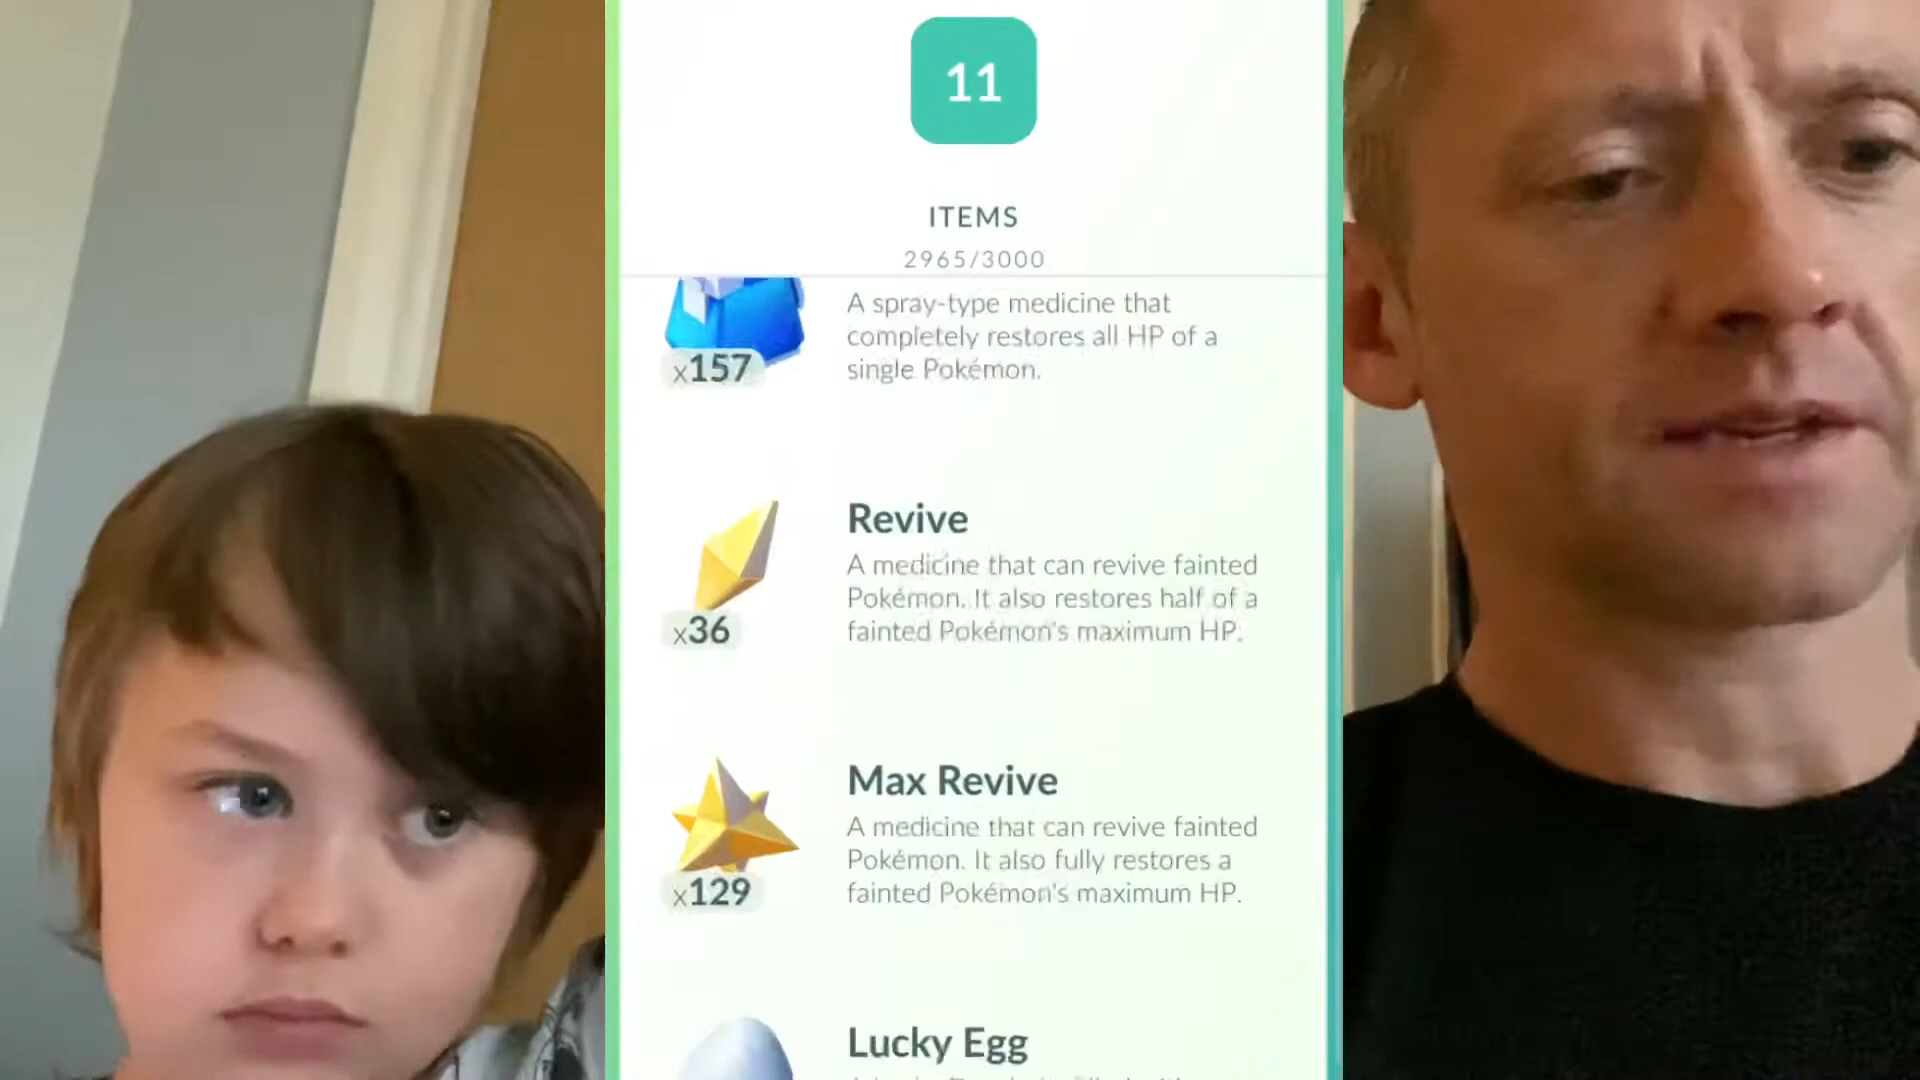 11
ITEMS
2965/3000
A spray-type medicine that
completely restores all HP of a
single Pokémon.
x157
Revive
A medicine that can revive fainted
Pokémon. It also restores half of a
fainted Pokémon's maximum HP.
x36
Max Revive
A medicine that can revive fainted
Pokémon. It also fully restores a
fainted Pokémon's maximum HP.
x129
Lucky Egg